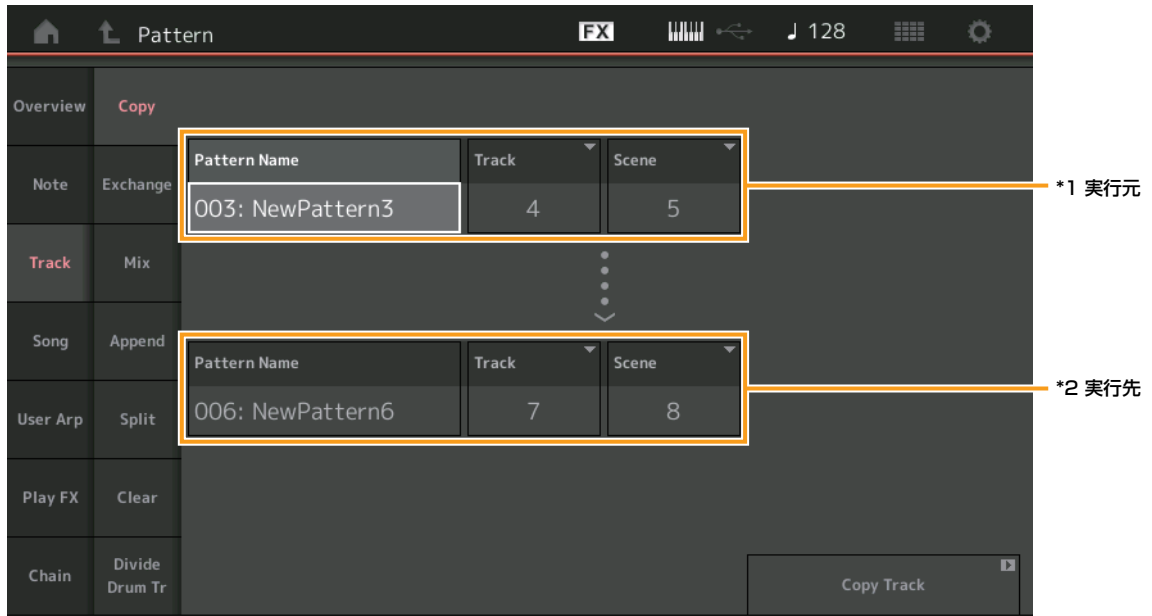 Pattern
FX
♩ 128
Overview
Copy
Pattern Name
Track
Scene
003: NewPattern3
4
5
*1 実行元
Note
Exchange
Track
Mix
Song
Append
Pattern Name
Track
Scene
006: NewPattern6
7
8
*2 実行先
User Arp
Split
Play FX
Clear
Chain
Divide
Drum Tr
Copy Track